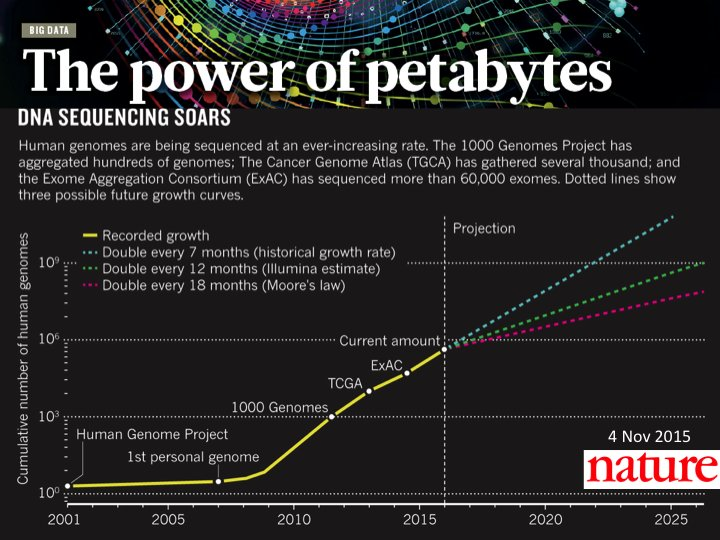 BIG DATA
The power of petabytes
DNA SEQUENCING SOARS
Human genomes are being sequenced at an ever-increasing rate. The 1000 Genomes Project has
aggregated hundreds of genomes; The Cancer Genome Atlas (TGCA) has gathered several thousand; and
the Exome Aggregation Consortium (ExAC) has sequenced more than 60,000 exomes. Dotted lines show
three possible future growth curves.
Cumulative number of human genomes
Recorded growth
Double every 7 months (historical growth rate)
Double every 12 months (Illumina estimate)
Double every 18 months (Moore's law)
Projection
10⁹
10⁶
10³
10⁰
Current amount
ExAC
TCGA
1000 Genomes
Human Genome Project
1st personal genome
4 Nov 2015
nature
2001
2005
2010
2015
2020
2025